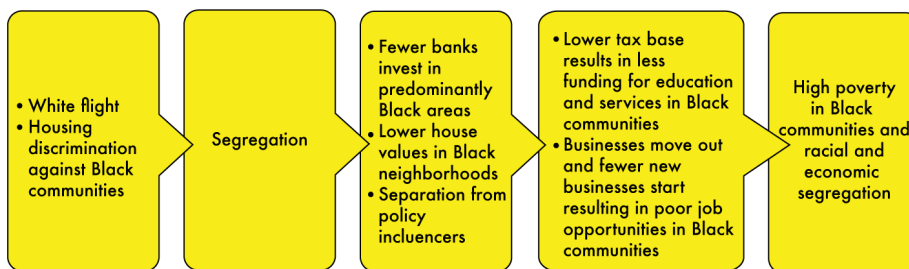 • White flight
• Housing
discrimination
against Black
communities
Segregation
• Fewer banks
invest in
predominantly
Black areas
• Lower house
values in Black
neighborhoods
• Separation from
policy
incluencers
• Lower tax base
results in less
funding for education
and services in Black
communities
• Businesses move out
and fewer new
businesses start
resulting in poor job
opportunities in Black
communities
High poverty
in Black
communities and
racial and
economic
segregation